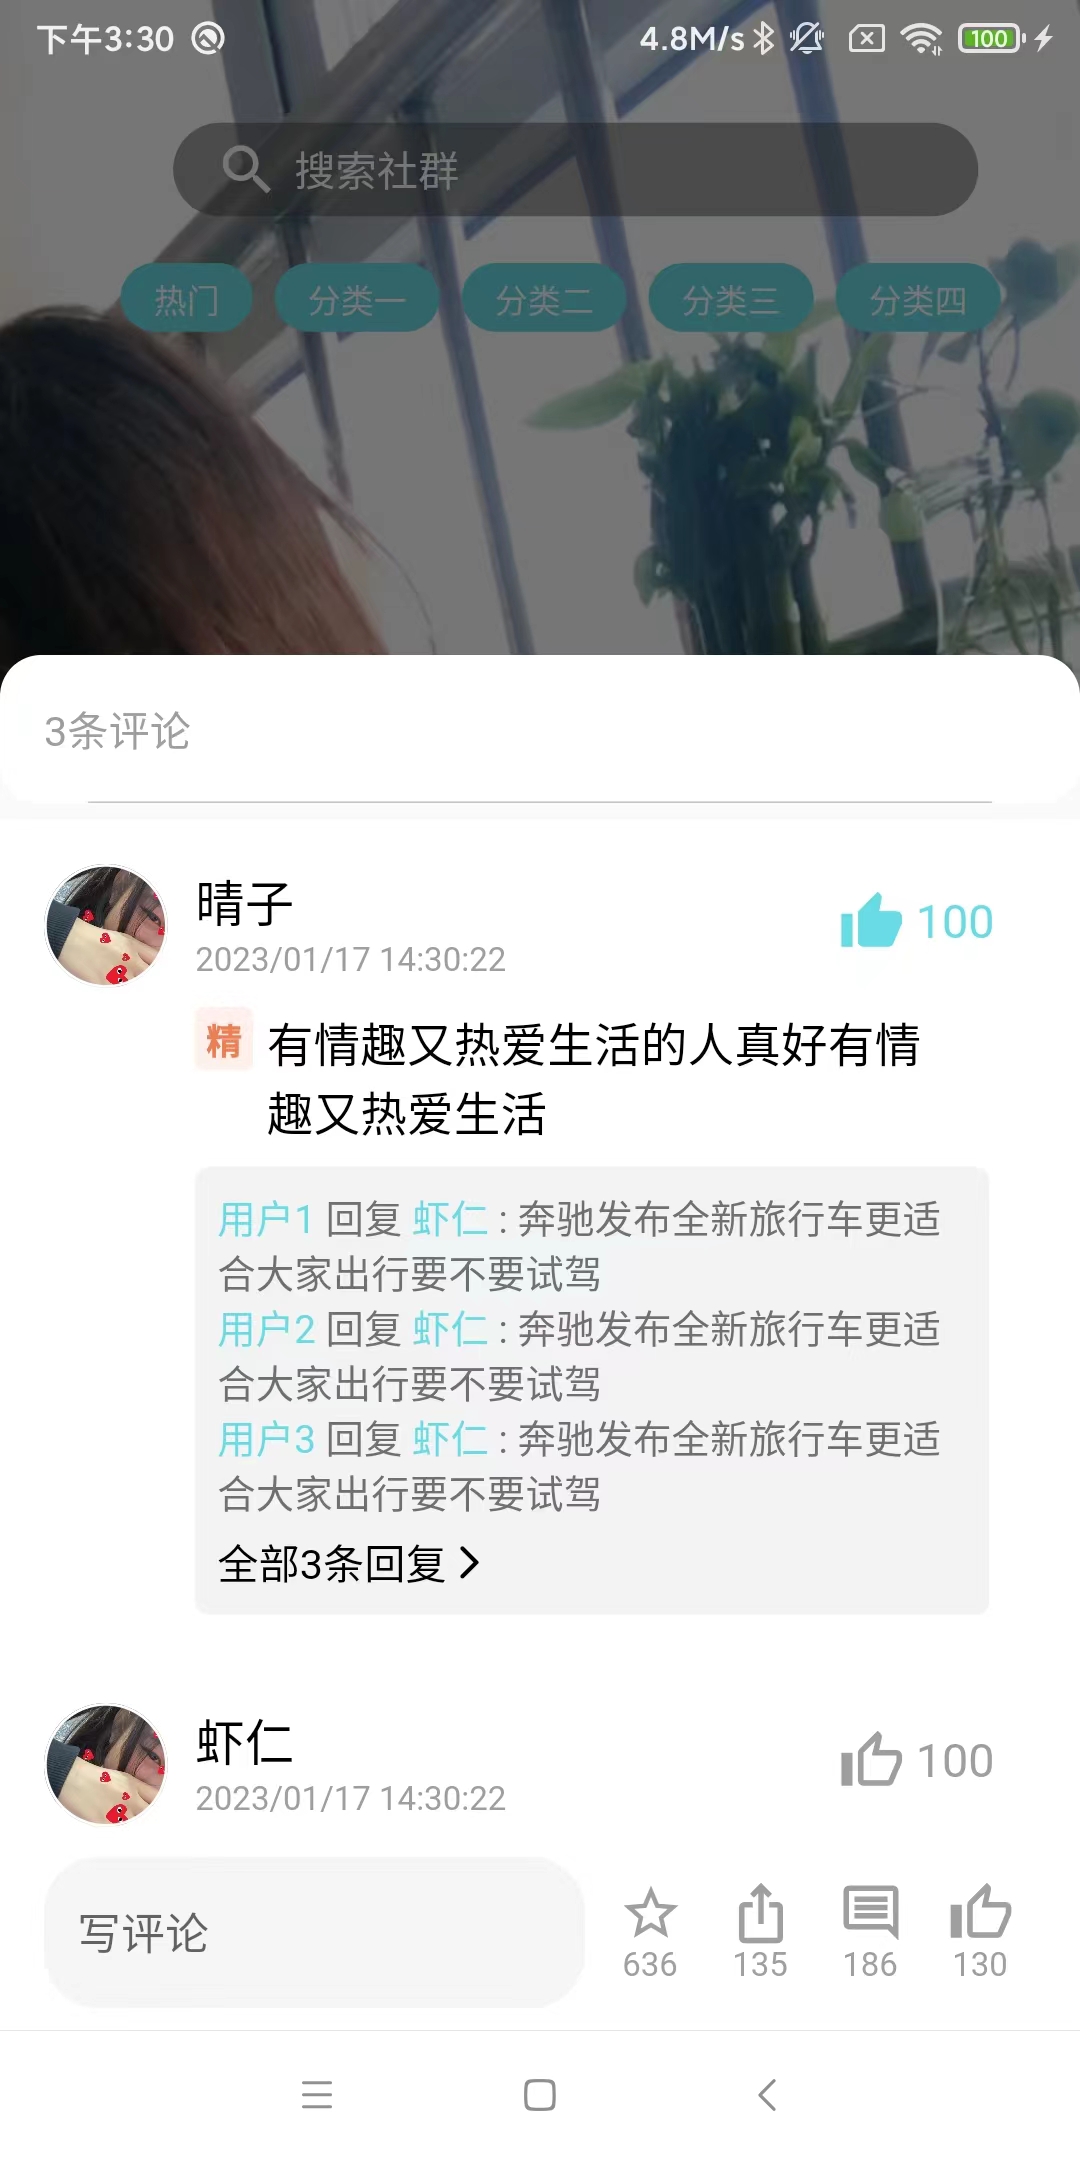 下午3:30 4.8M/s 100
搜索社群
热门 分类一 分类二 分类三 分类四
3条评论
晴子
2023/01/17 14:30:22
100
精 有情趣又热爱生活的人真好有情
趣又热爱生活
用户1 回复 虾仁 : 奔驰发布全新旅行车更适
合大家出行要不要试驾
用户2 回复 虾仁 : 奔驰发布全新旅行车更适
合大家出行要不要试驾
用户3 回复 虾仁 : 奔驰发布全新旅行车更适
合大家出行要不要试驾
全部3条回复
虾仁
2023/01/17 14:30:22
100
写评论
636 135 186 130